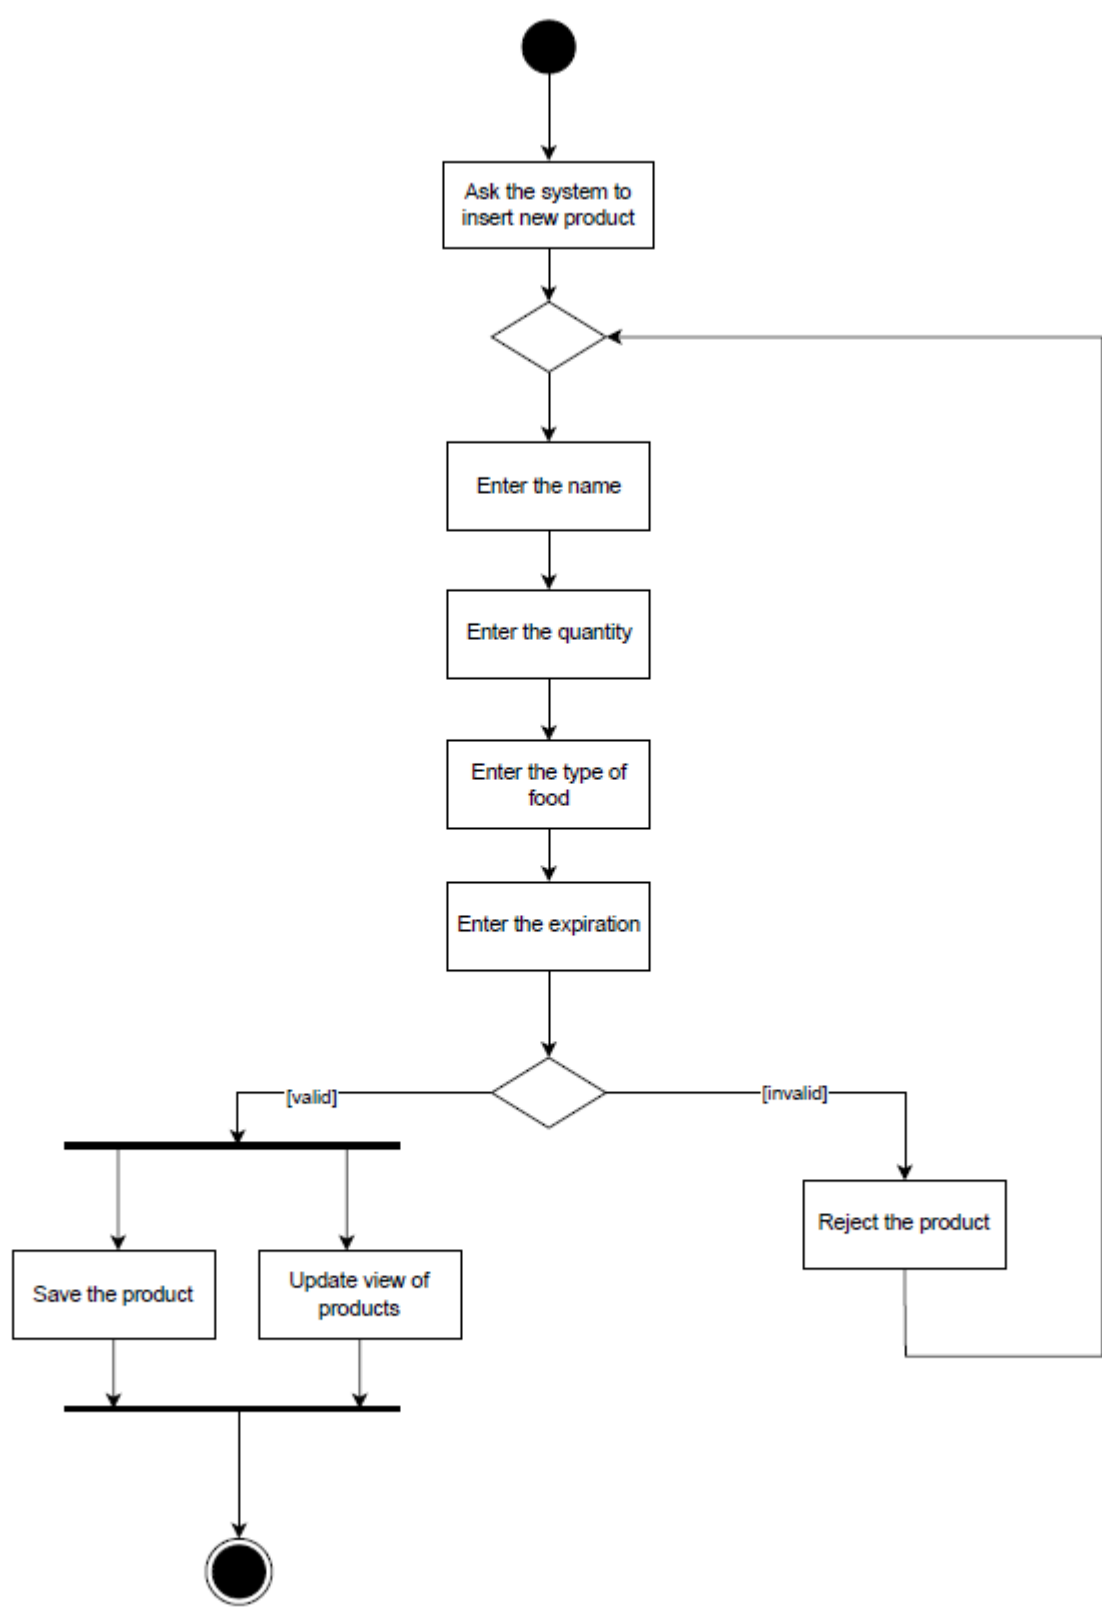 Ask the system to
insert new product
Enter the name
Enter the quantity
Enter the type of
food
Enter the expiration
[valid]
[invalid]
Reject the product
Save the product
Update view of
products